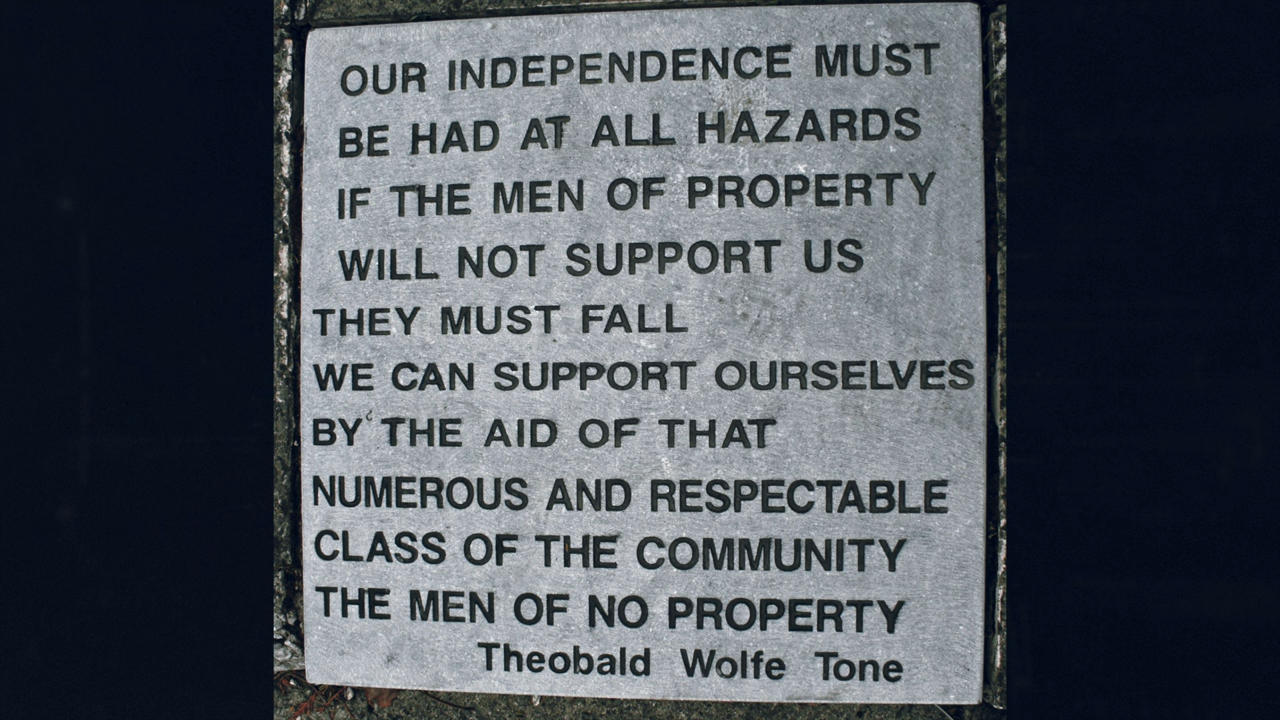 OUR INDEPENDENCE MUST
BE HAD AT ALL HAZARDS
IF THE MEN OF PROPERTY
WILL NOT SUPPORT US
THEY MUST FALL
WE CAN SUPPORT OURSELVES
BY THE AID OF THAT
NUMEROUS AND RESPECTABLE
CLASS OF THE COMMUNITY
THE MEN OF NO PROPERTY
Theobald Wolfe Tone